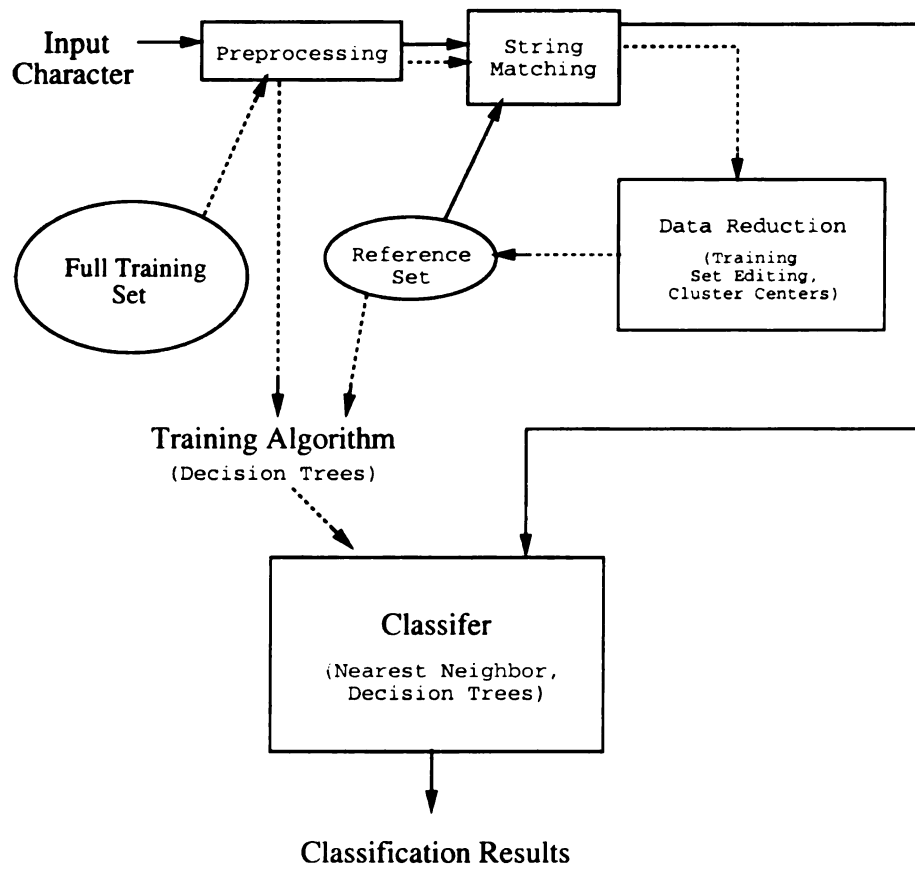 Input
Character
Preprocessing
String
Matching
Full Training
Set
Reference
Set
Data Reduction
(Training
Set Editing,
Cluster Centers)
Training Algorithm
(Decision Trees)
Classifer
(Nearest Neighbor,
Decision Trees)
Classification Results